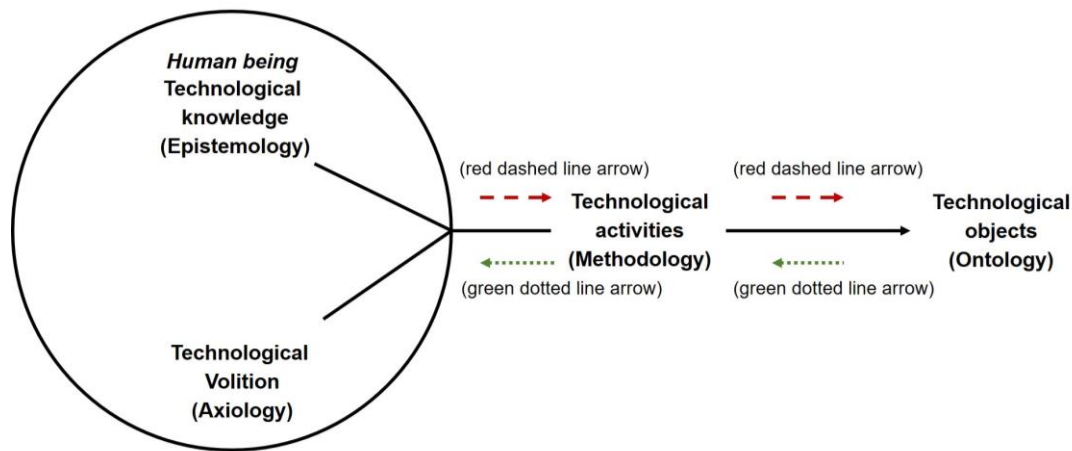 Human being
Technological
knowledge
(Epistemology)
(red dashed line arrow)
(red dashed line arrow)
Technological
activities
(Methodology)
Technological
objects
(Ontology)
(green dotted line arrow)
(green dotted line arrow)
Technological
Volition
(Axiology)